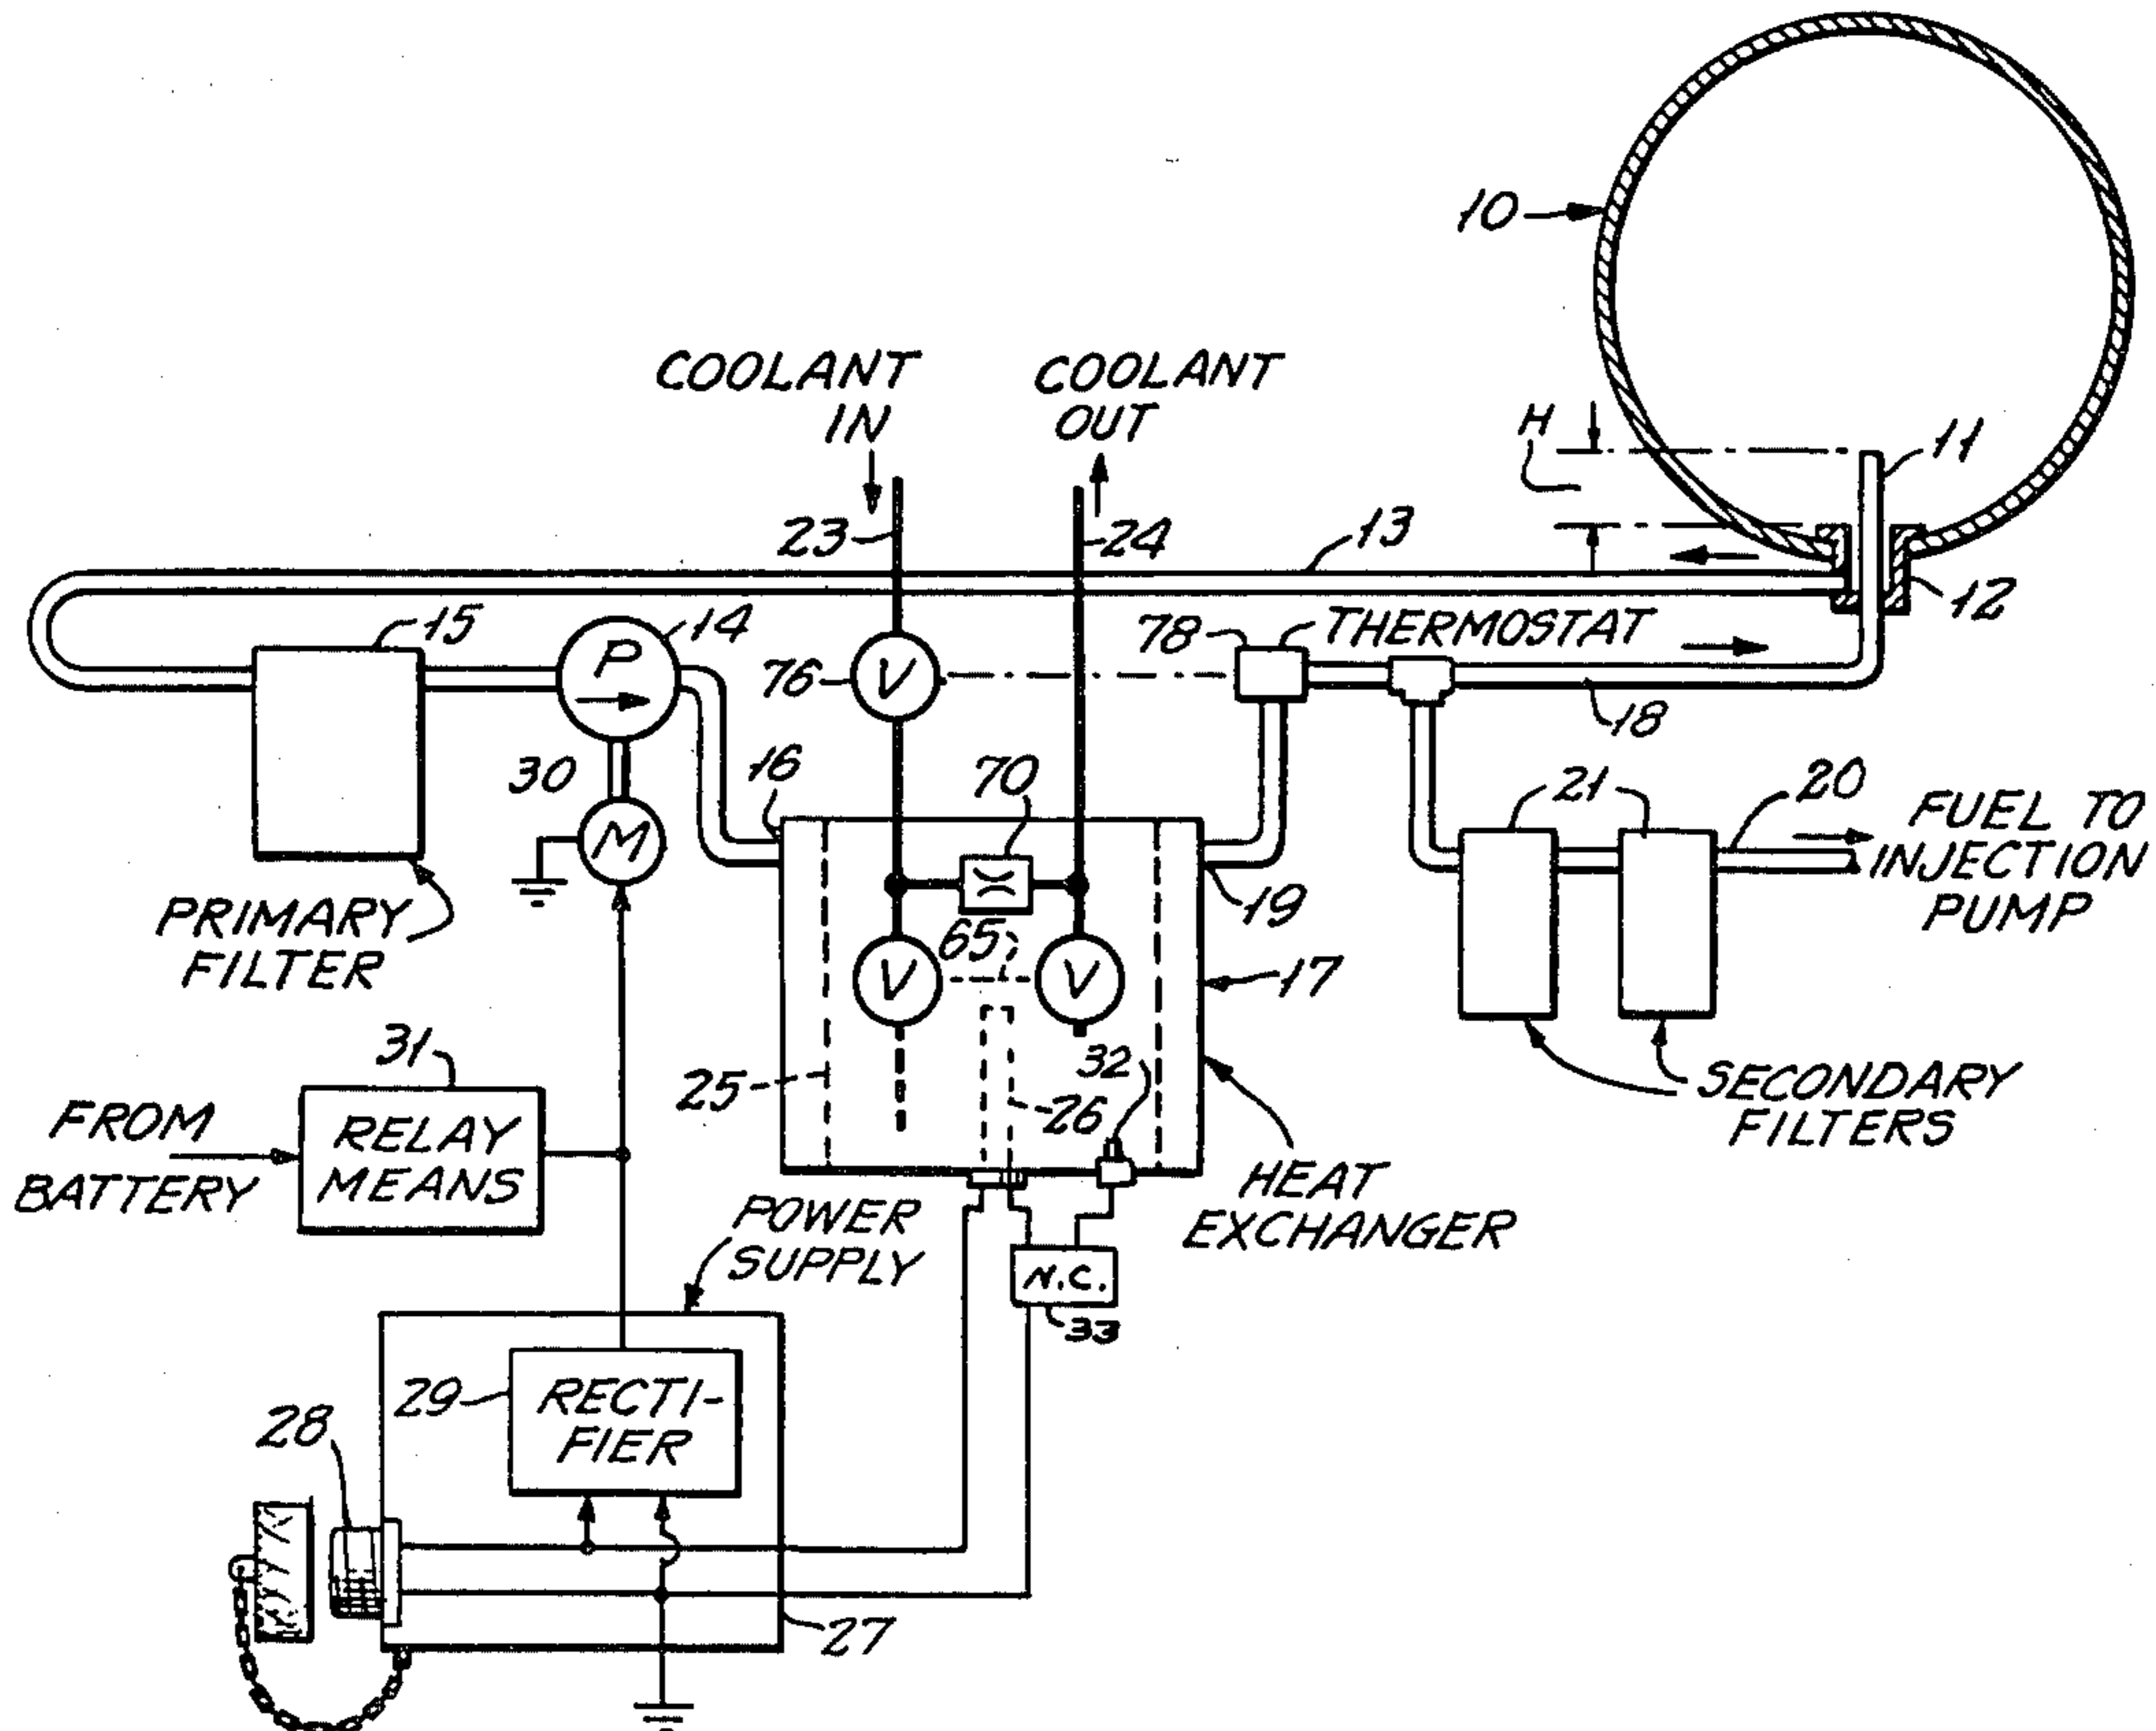 10
COOLANT
IN
COOLANT
OUT
H
11
23
24
13
12
15
P
14
76
V
78
THERMOSTAT
18
30
16
70
M
21
20
FUEL TO
INJECTION
PUMP
19
PRIMARY
FILTER
65
V
V
17
31
25
32
26
SECONDARY
FILTERS
FROM
BATTERY
RELAY
MEANS
HEAT
EXCHANGER
POWER
SUPPLY
N.C.
33
29
RECTI-
FIER
28
27